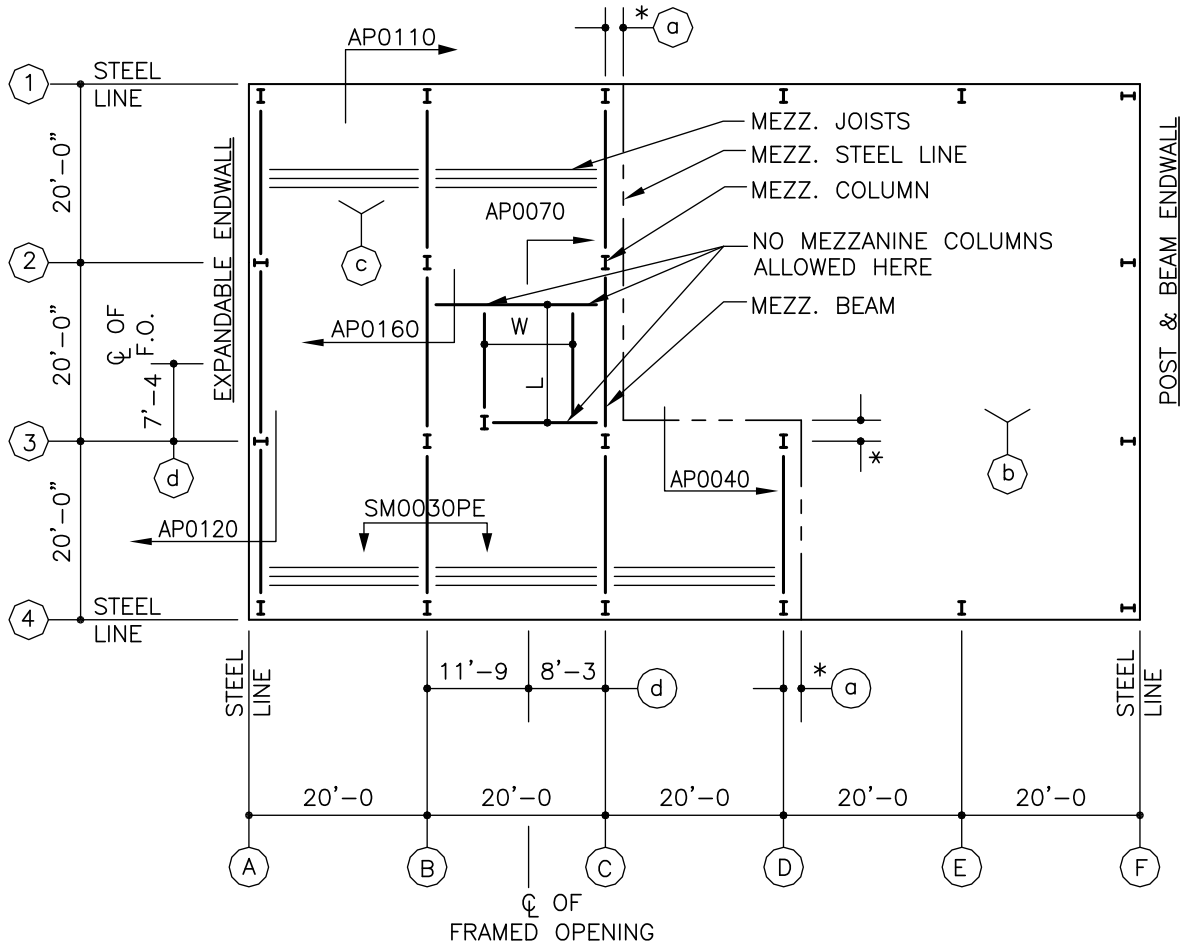 * a
AP0110
1 STEEL
LINE
MEZZ. JOISTS
MEZZ. STEEL LINE
MEZZ. COLUMN
20'-0"
EXPANDABLE ENDWALL
POST & BEAM ENDWALL
AP0070
NO MEZZANINE COLUMNS
ALLOWED HERE
2
c
MEZZ. BEAM
AP0160
W
L
20'-0"
℄ OF
F.O.
7'-4
3
d
*
b
AP0040
SM0030PE
AP0120
20'-0"
4 STEEL
LINE
STEEL
LINE
11'-9 8'-3 d
* a
STEEL
LINE
20'-0 20'-0 20'-0 20'-0 20'-0
A B C D E F
℄ OF
FRAMED OPENING